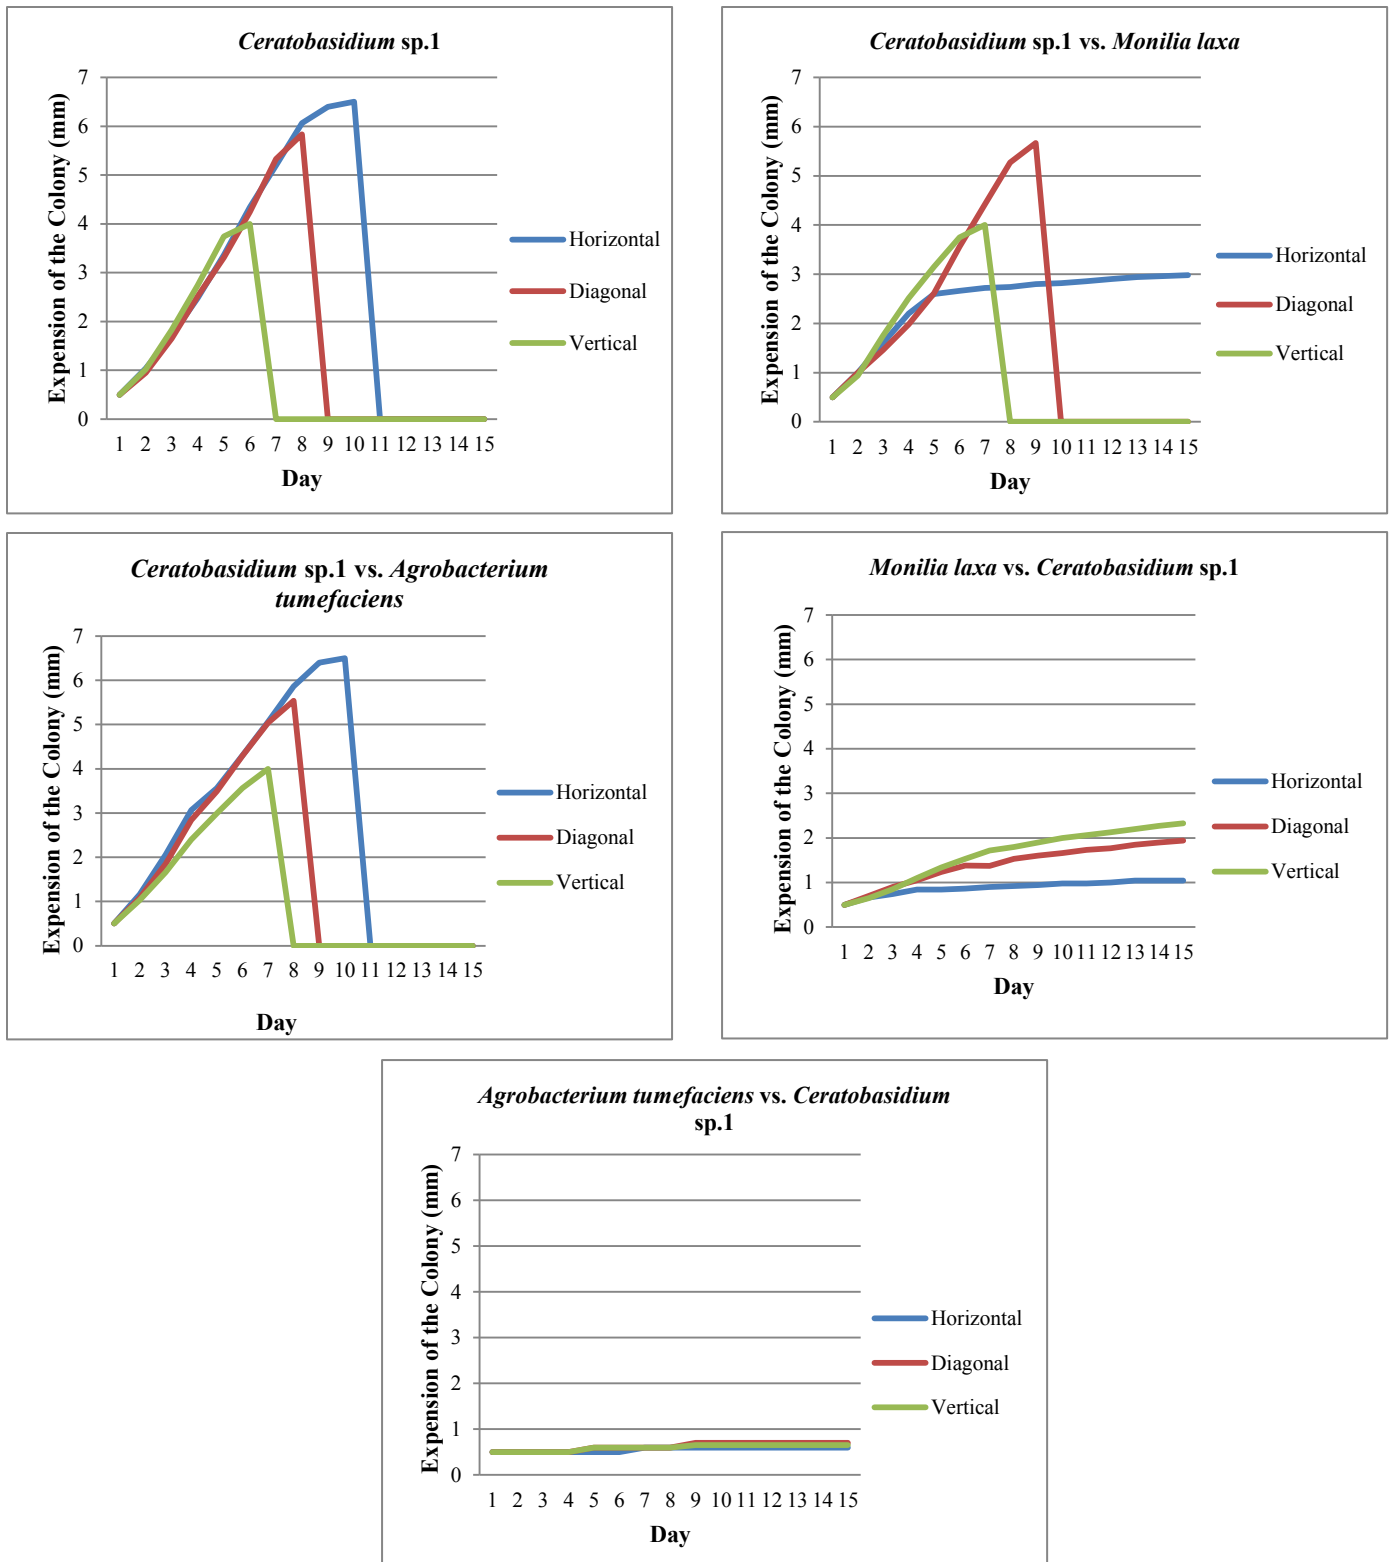 Ceratobasidium sp.1
Expension of the Colony (mm)
7
6
5
4
3
2
1
0
1 2 3 4 5 6 7 8 9 10 11 12 13 14 15
Day
Horizontal
Diagonal
Vertical
Ceratobasidium sp.1 vs. Monilia laxa
Expension of the Colony (mm)
7
6
5
4
3
2
1
0
1 2 3 4 5 6 7 8 9 10 11 12 13 14 15
Day
Horizontal
Diagonal
Vertical
Ceratobasidium sp.1 vs. Agrobacterium
tumefaciens
Expension of the Colony (mm)
7
6
5
4
3
2
1
0
1 2 3 4 5 6 7 8 9 10 11 12 13 14 15
Day
Horizontal
Diagonal
Vertical
Monilia laxa vs. Ceratobasidium sp.1
Expension of the Colony (mm)
7
6
5
4
3
2
1
0
1 2 3 4 5 6 7 8 9 10 11 12 13 14 15
Day
Horizontal
Diagonal
Vertical
Agrobacterium tumefaciens vs. Ceratobasidium
sp.1
Expension of the Colony (mm)
7
6
5
4
3
2
1
0
1 2 3 4 5 6 7 8 9 10 11 12 13 14 15
Day
Horizontal
Diagonal
Vertical